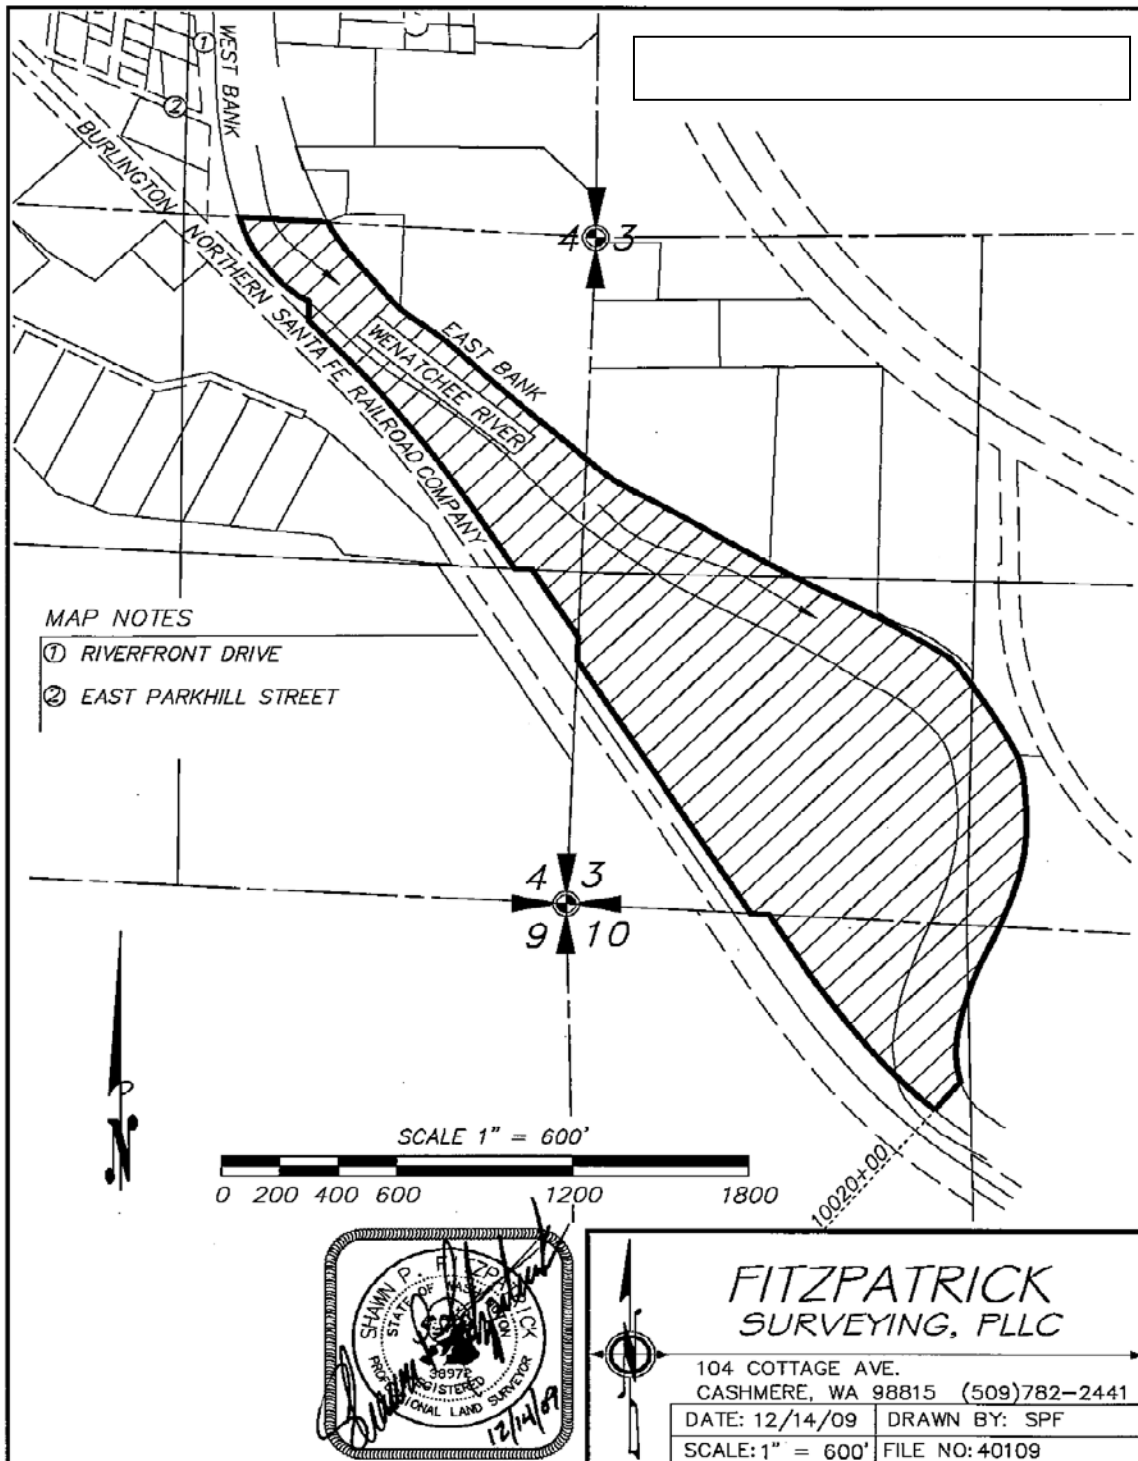 ① WEST BANK
②
BURLINGTON NORTHERN SANTA FE RAILROAD COMPANY
4 3
EAST BANK
WENATCHEE RIVER
MAP NOTES
① RIVERFRONT DRIVE
② EAST PARKHILL STREET
4 3
9 10
N
SCALE 1" = 600'
0 200 400 600 1200 1800
10020+00
SHAWN P. FITZPATRICK
STATE OF WASHINGTON
38972
REGISTERED
PROFESSIONAL LAND SURVEYOR
12/14/09
FITZPATRICK
SURVEYING, PLLC
104 COTTAGE AVE.
CASHMERE, WA 98815 (509)782-2441
DATE: 12/14/09 DRAWN BY: SPF
SCALE: 1" = 600' FILE NO: 40109